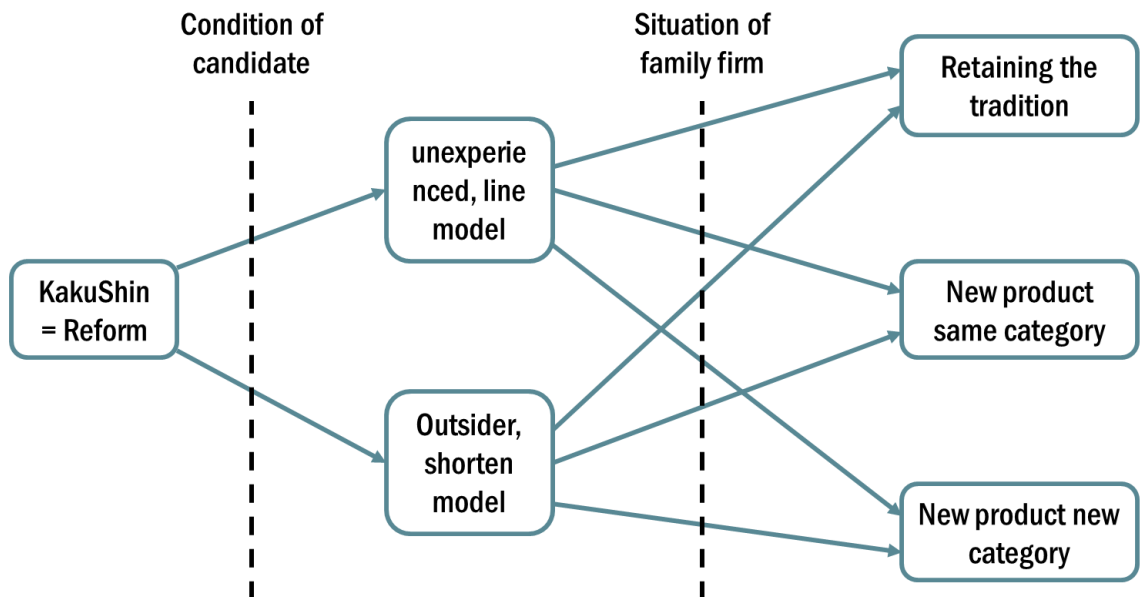 Condition of
candidate
Situation of
family firm
Retaining the
tradition
unexperie
nced, line
model
KakuShin
= Reform
New product
same category
Outsider,
shorten
model
New product new
category